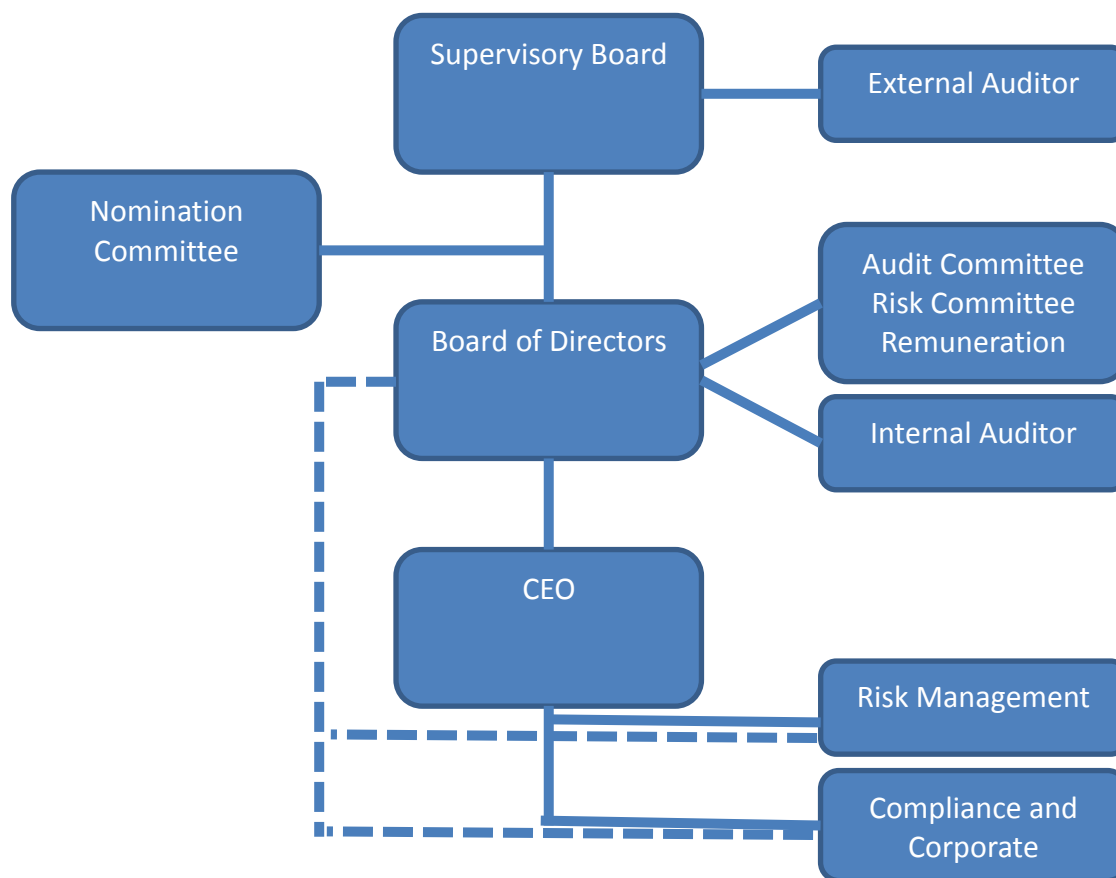 Supervisory Board
External Auditor
Nomination
Committee
Audit Committee
Risk Committee
Remuneration
Board of Directors
Internal Auditor
CEO
Risk Management
Compliance and
Corporate